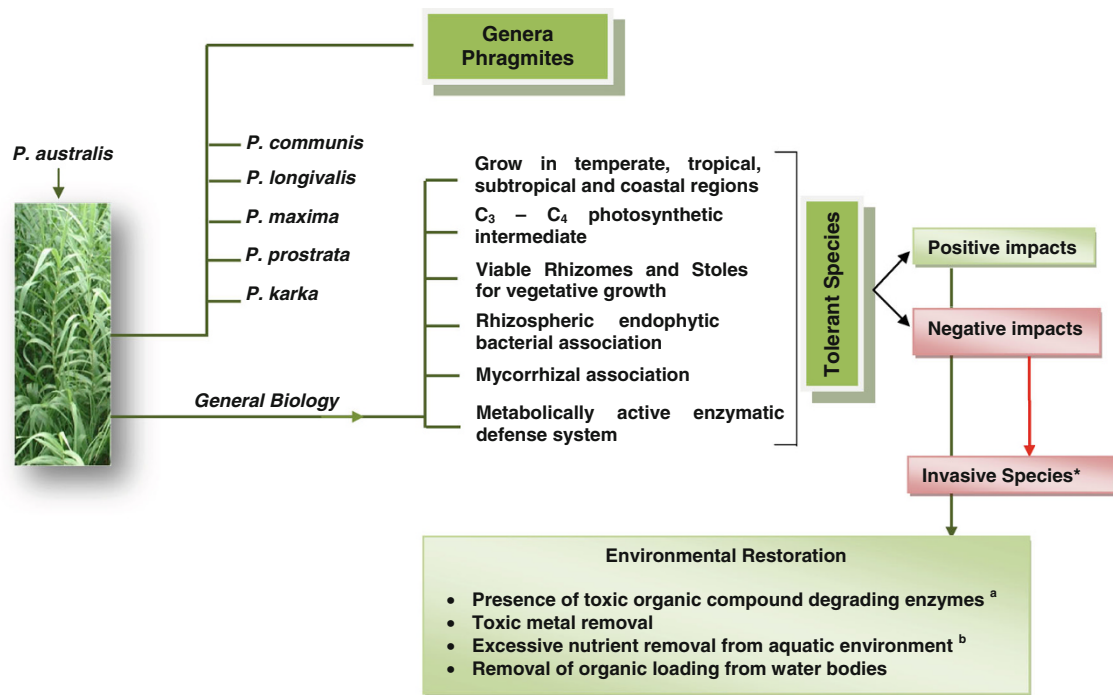 Genera
Phragmites
P. australis
P. communis
P. longivalis
P. maxima
P. prostrata
P. karka
General Biology
Grow in temperate, tropical,
subtropical and coastal regions
C₃ – C₄ photosynthetic
intermediate
Viable Rhizomes and Stoles
for vegetative growth
Rhizospheric endophytic
bacterial association
Mycorrhizal association
Metabolically active enzymatic
defense system
Tolerant Species
Positive impacts
Negative impacts
Invasive Species*
Environmental Restoration
• Presence of toxic organic compound degrading enzymes ᵃ
• Toxic metal removal
• Excessive nutrient removal from aquatic environment ᵇ
• Removal of organic loading from water bodies